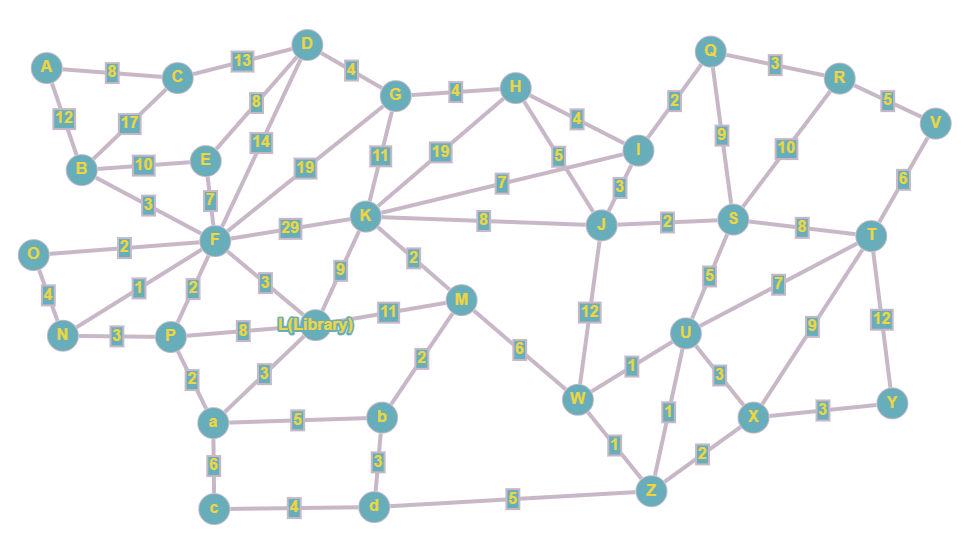 D
Q
A 8 C 13 4 3 R
G 4 H 5 V
12 17 8 14 4 2
E I 9 10 6
B 10 19 11 19 5
7 7 3
3 K 8 J 2 S 8 T
O 2 F 29
4 1 2 3 9 2 12 5 7 12
N 3 P 8 L(Library) 11 M 9
6 U
2 3 2 1 3
W 1 X 3 Y
a 5 b 1 2
6 3
c 4 d 5 Z